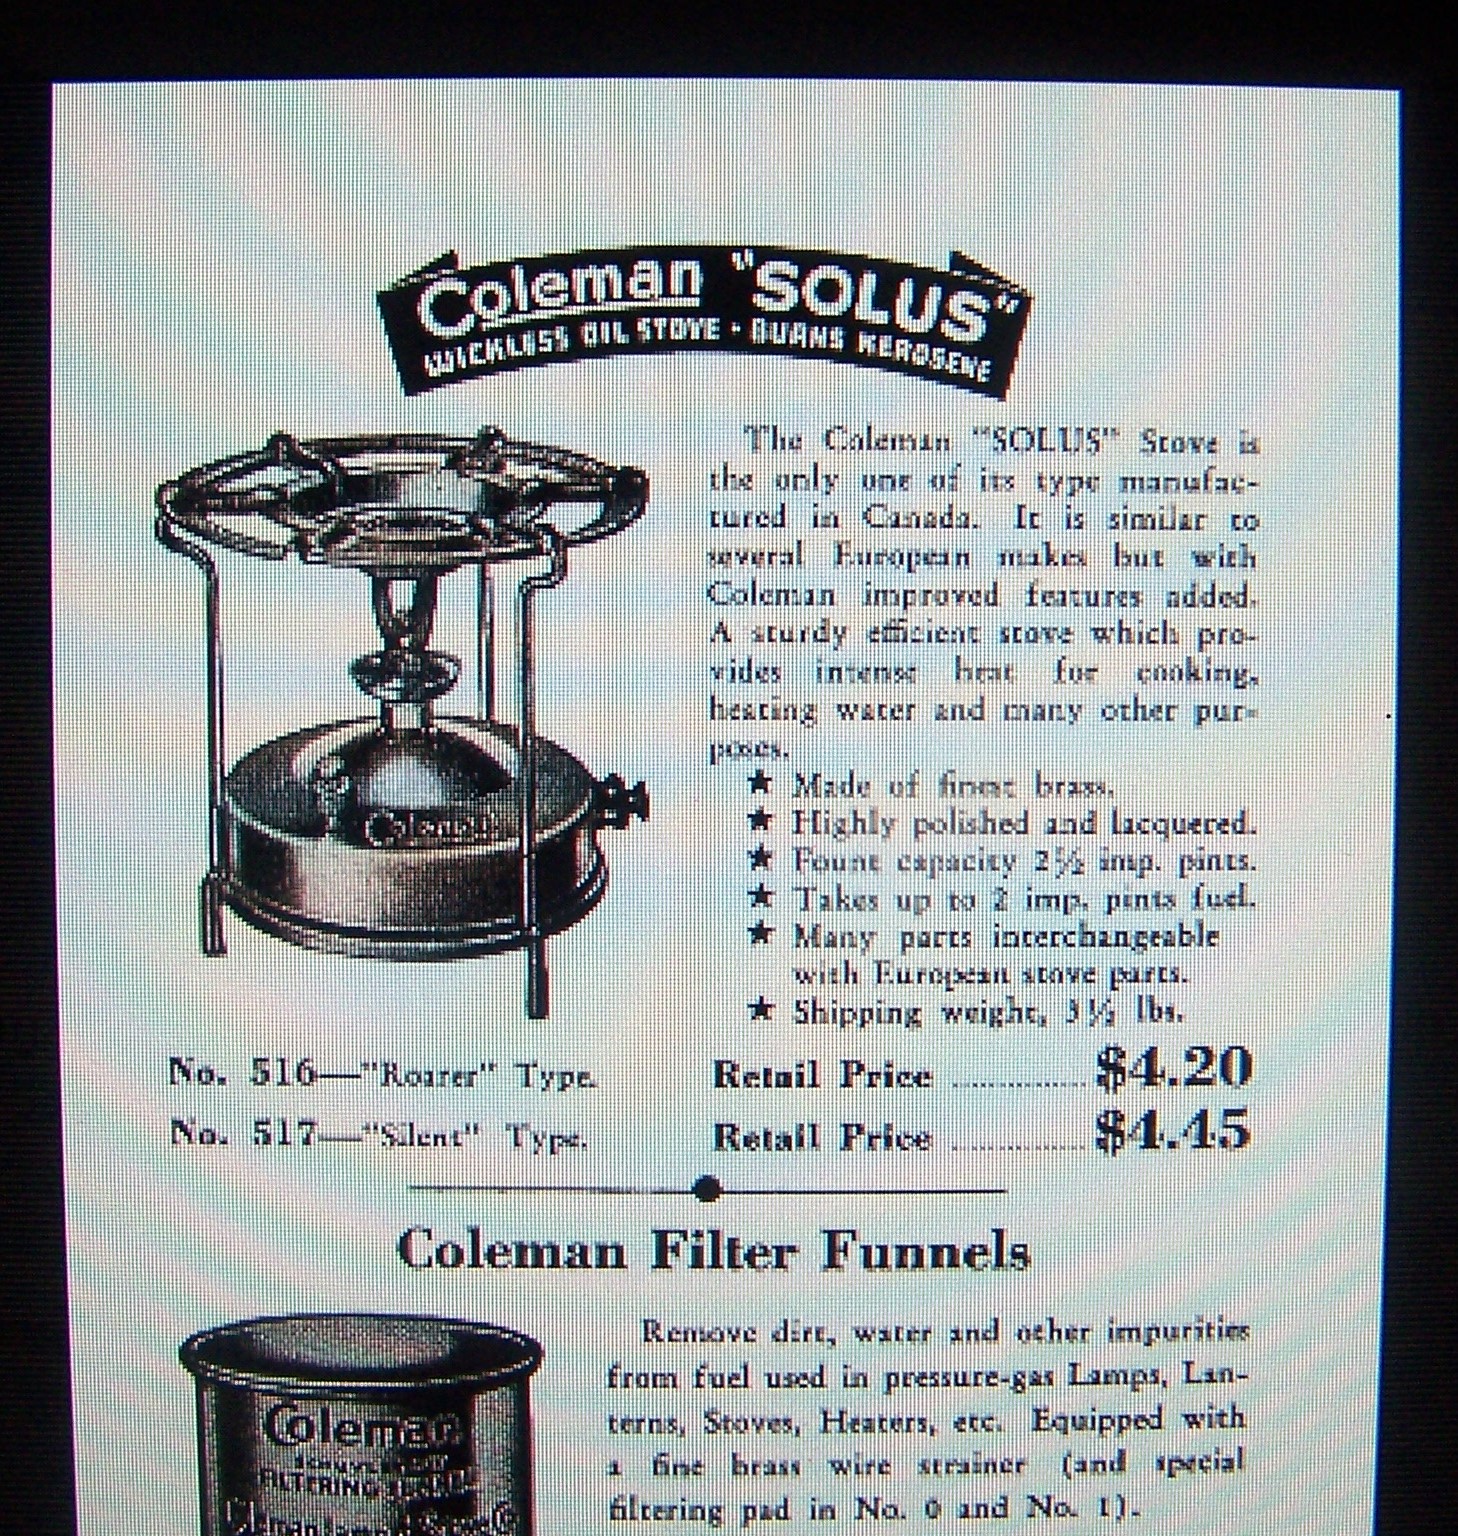 Coleman "SOLUS"
WICKLESS OIL STOVE · BURNS KEROSENE
The Coleman "SOLUS" Stove is
the only one of its type manufac-
tured in Canada. It is similar to
several European makes but with
Coleman improved features added.
A sturdy efficient stove which pro-
vides intense heat for cooking,
heating water and many other pur-
poses.
★ Made of finest brass.
★ Highly polished and lacquered.
★ Fount capacity 2½ imp. pints.
★ Takes up to 2 imp. pints fuel.
★ Many parts interchangeable
with European stove parts.
★ Shipping weight, 3½ lbs.
Coleman
No. 516—"Roarer" Type. Retail Price ................ $4.20
No. 517—"Silent" Type. Retail Price ................ $4.45
Coleman Filter Funnels
Remove dirt, water and other impurities
from fuel used in pressure-gas Lamps, Lan-
terns, Stoves, Heaters, etc. Equipped with
a fine brass wire strainer (and special
filtering pad in No. 0 and No. 1).
Coleman
FILTERING